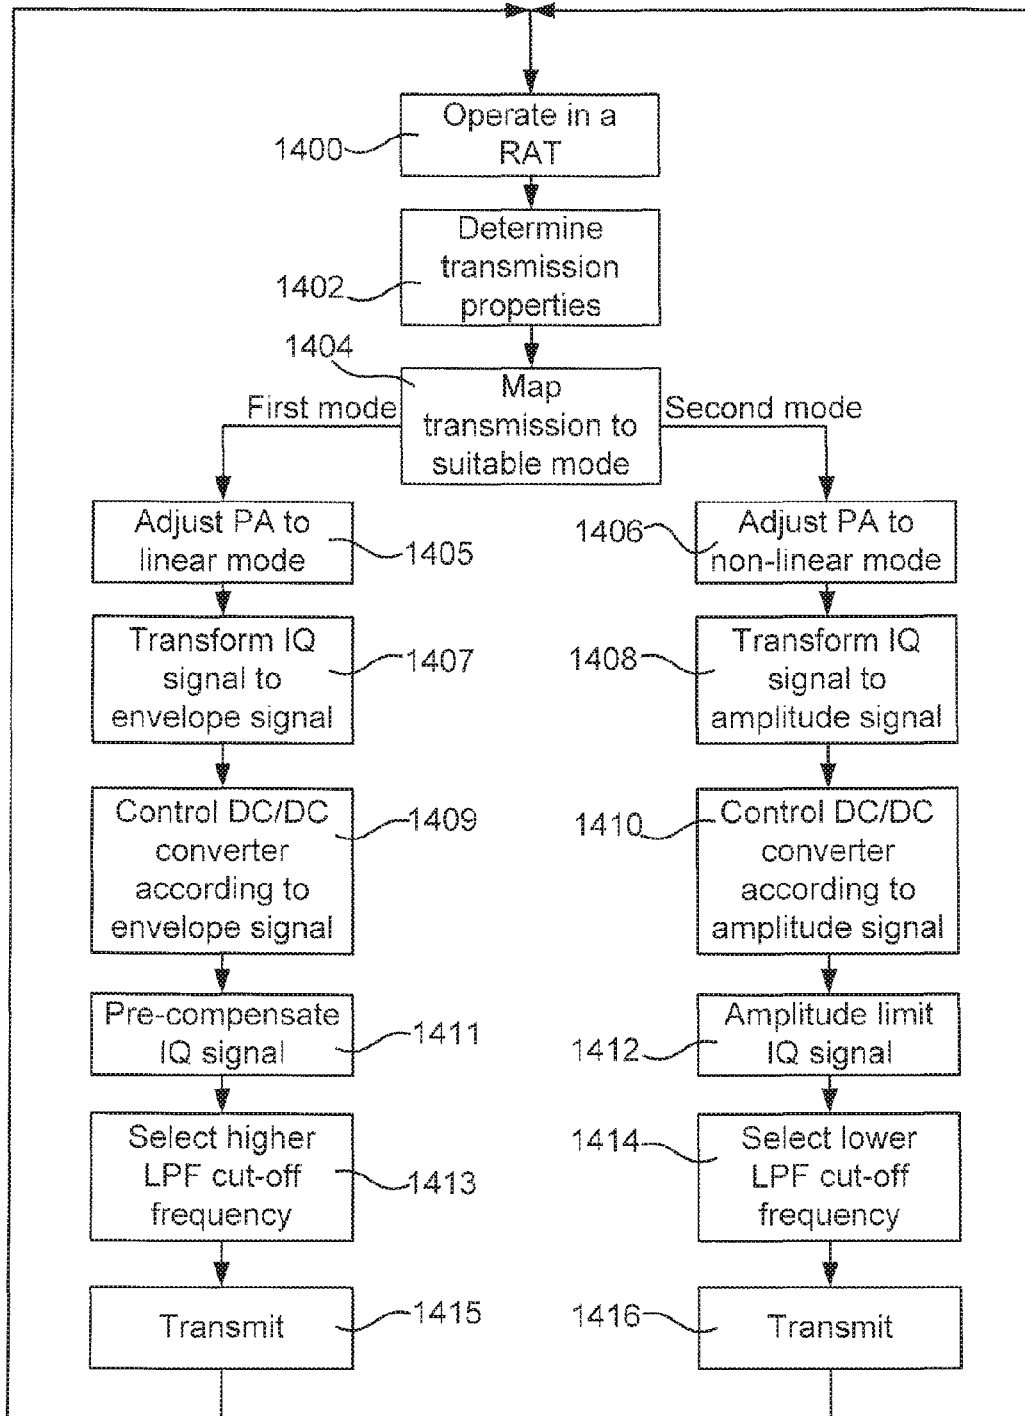 Operate in a
RAT
1400
Determine
transmission
properties
1402
1404
Map
transmission to
suitable mode
First mode
Second mode
Adjust PA to
linear mode
1405
1406
Adjust PA to
non-linear mode
Transform IQ
signal to
envelope signal
1407
1408
Transform IQ
signal to
amplitude signal
Control DC/DC
converter
according to
envelope signal
1409
1410
Control DC/DC
converter
according to
amplitude signal
Pre-compensate
IQ signal
1411
1412
Amplitude limit
IQ signal
Select higher
LPF cut-off
frequency
1413
1414
Select lower
LPF cut-off
frequency
Transmit
1415
1416
Transmit